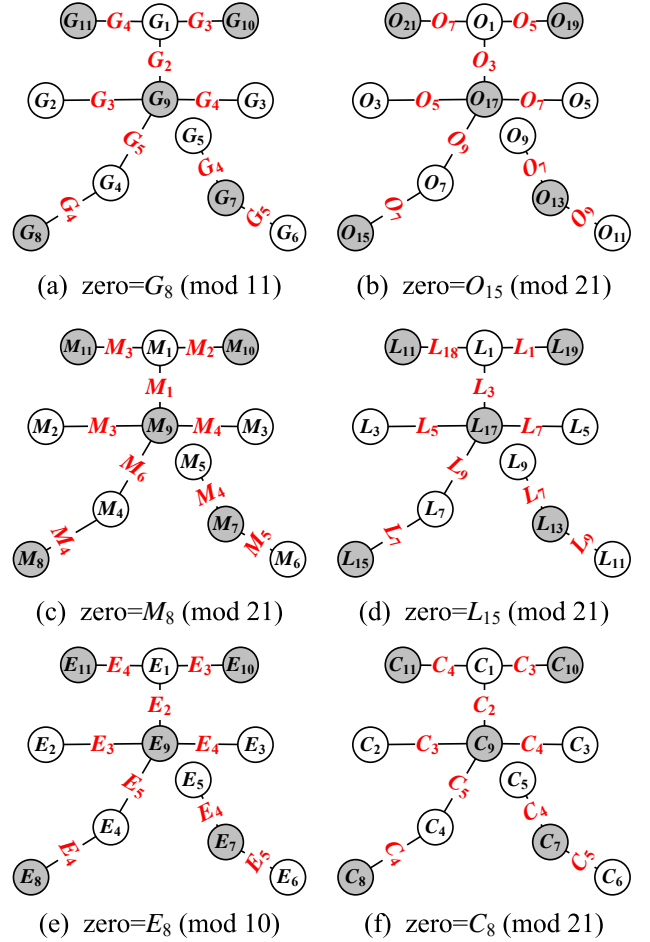 G11 G4 G1 G3 G10 O21 O7 O1 O5 O19
G2 O3
G2 G3 G9 G4 G3 O3 O5 O17 O7 O5
G5 G5 O9 O9
G4 G4 O7 O7
G8 G4 G7 G5 G6 O15 O7 O13 O9 O11
(a) zero=G8 (mod 11) (b) zero=O15 (mod 21)
M11 M3 M1 M2 M10 L11 L18 L1 L1 L19
M1 L3
M2 M3 M9 M4 M3 L3 L5 L17 L7 L5
M6 M5 L9 L9
M4 M4 L7 L7
M8 M4 M7 M5 M6 L15 L7 L13 L9 L11
(c) zero=M8 (mod 21) (d) zero=L15 (mod 21)
E11 E4 E1 E3 E10 C11 C4 C1 C3 C10
E2 C2
E2 E3 E9 E4 E3 C2 C3 C9 C4 C3
E5 E5 C5 C5
E4 E4 C4 C4
E8 E4 E7 E5 E6 C8 C4 C7 C5 C6
(e) zero=E8 (mod 10) (f) zero=C8 (mod 21)